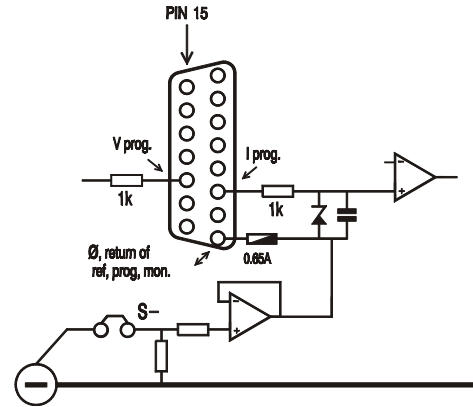 PIN 15
V prog.
I prog.
1k
1k
Ø, return of
ref, prog, mon.
0.65A
S−
−
+
−
+
−